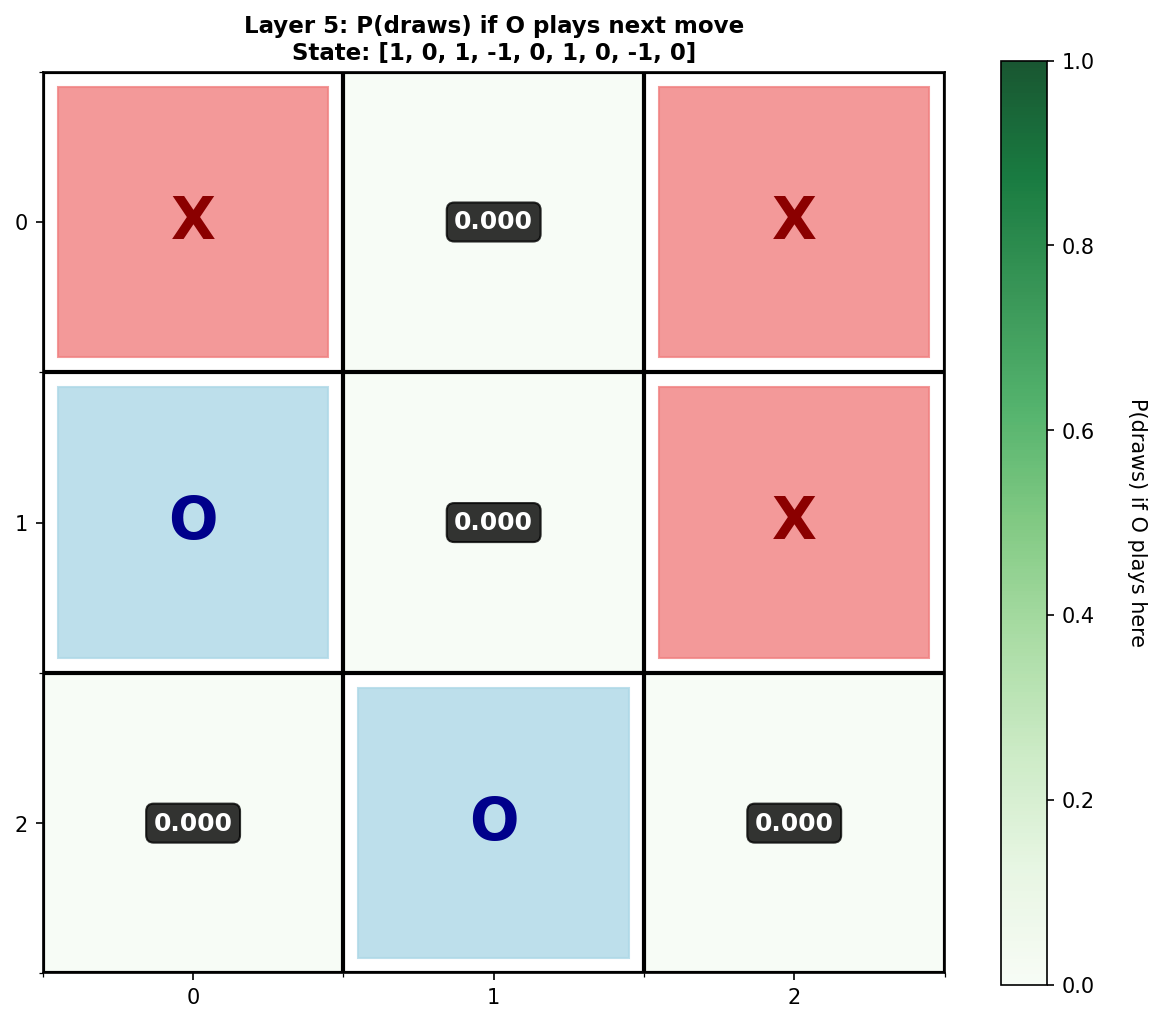 Layer 5: P(draws) if O plays next move
State: [1, 0, 1, -1, 0, 1, 0, -1, 0]
X
0.000
X
O
0.000
X
0.000
O
0.000
0
1
2
0
1
2
1.0
0.8
0.6
0.4
0.2
0.0
P(draws) if O plays here